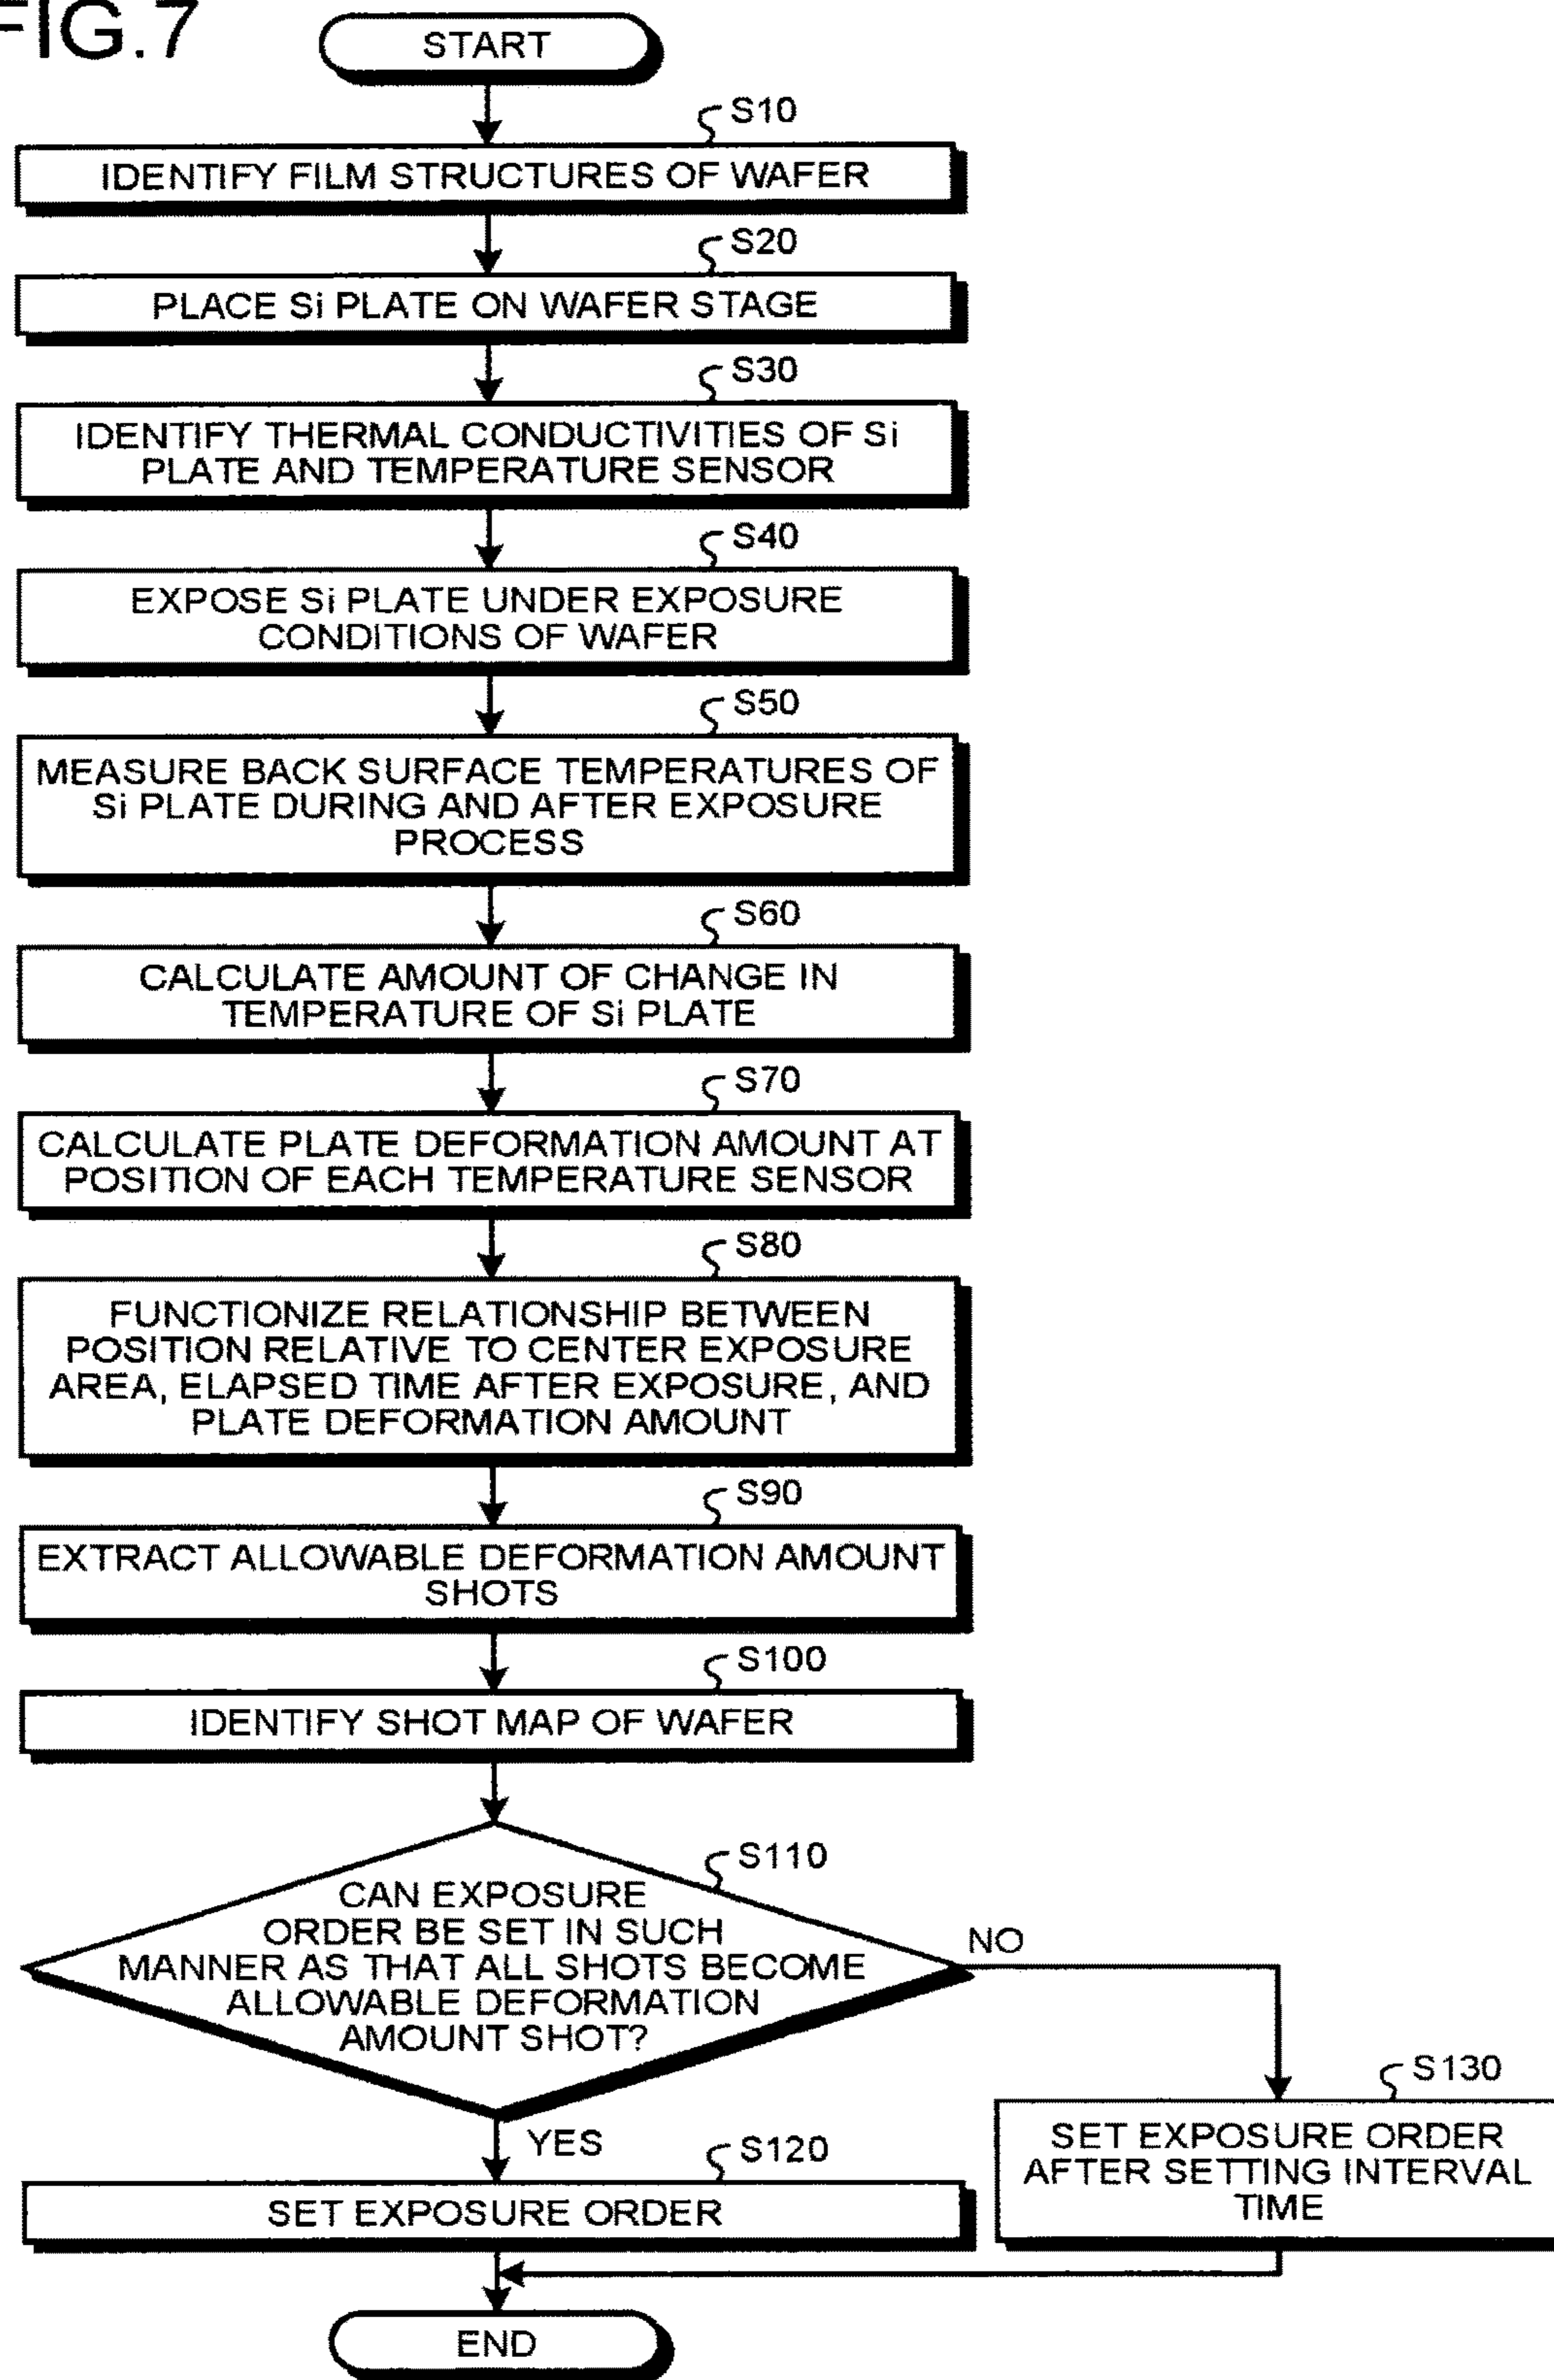 FIG.7
START
S10
IDENTIFY FILM STRUCTURES OF WAFER
S20
PLACE Si PLATE ON WAFER STAGE
S30
IDENTIFY THERMAL CONDUCTIVITIES OF Si
PLATE AND TEMPERATURE SENSOR
S40
EXPOSE Si PLATE UNDER EXPOSURE
CONDITIONS OF WAFER
S50
MEASURE BACK SURFACE TEMPERATURES OF
Si PLATE DURING AND AFTER EXPOSURE
PROCESS
S60
CALCULATE AMOUNT OF CHANGE IN
TEMPERATURE OF Si PLATE
S70
CALCULATE PLATE DEFORMATION AMOUNT AT
POSITION OF EACH TEMPERATURE SENSOR
S80
FUNCTIONIZE RELATIONSHIP BETWEEN
POSITION RELATIVE TO CENTER EXPOSURE
AREA, ELAPSED TIME AFTER EXPOSURE, AND
PLATE DEFORMATION AMOUNT
S90
EXTRACT ALLOWABLE DEFORMATION AMOUNT
SHOTS
S100
IDENTIFY SHOT MAP OF WAFER
S110
CAN EXPOSURE
ORDER BE SET IN SUCH
MANNER AS THAT ALL SHOTS BECOME
ALLOWABLE DEFORMATION
AMOUNT SHOT?
NO
YES
S120
SET EXPOSURE ORDER
S130
SET EXPOSURE ORDER
AFTER SETTING INTERVAL
TIME
END